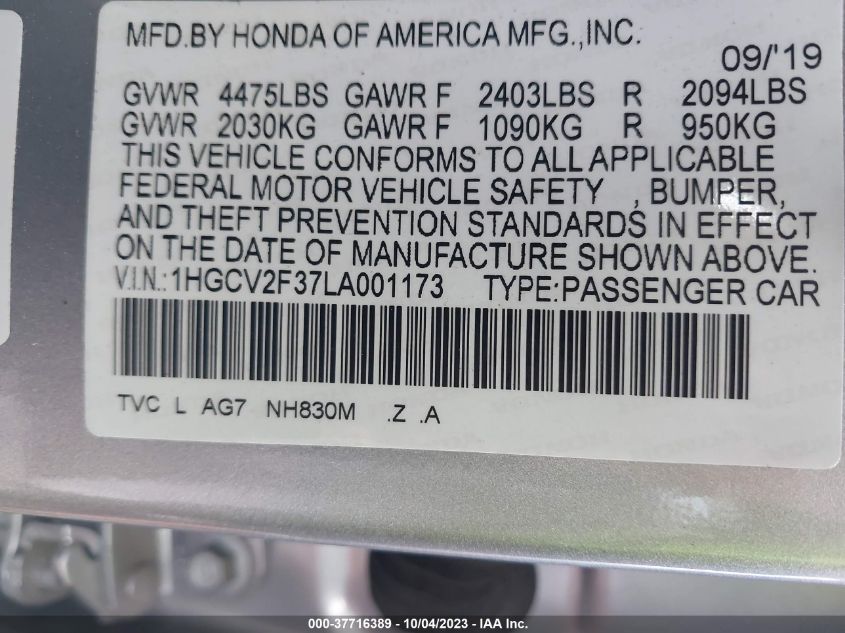 MFD.BY HONDA OF AMERICA MFG.,INC.
09/'19
GVWR 4475LBS GAWR F 2403LBS R 2094LBS
GVWR 2030KG GAWR F 1090KG R 950KG
THIS VEHICLE CONFORMS TO ALL APPLICABLE
FEDERAL MOTOR VEHICLE SAFETY , BUMPER,
AND THEFT PREVENTION STANDARDS IN EFFECT
ON THE DATE OF MANUFACTURE SHOWN ABOVE.
V.I.N.:1HGCV2F37LA001173 TYPE:PASSENGER CAR
TVC L AG7 NH830M .Z .A
000-37716389 - 10/04/2023 - IAA Inc.